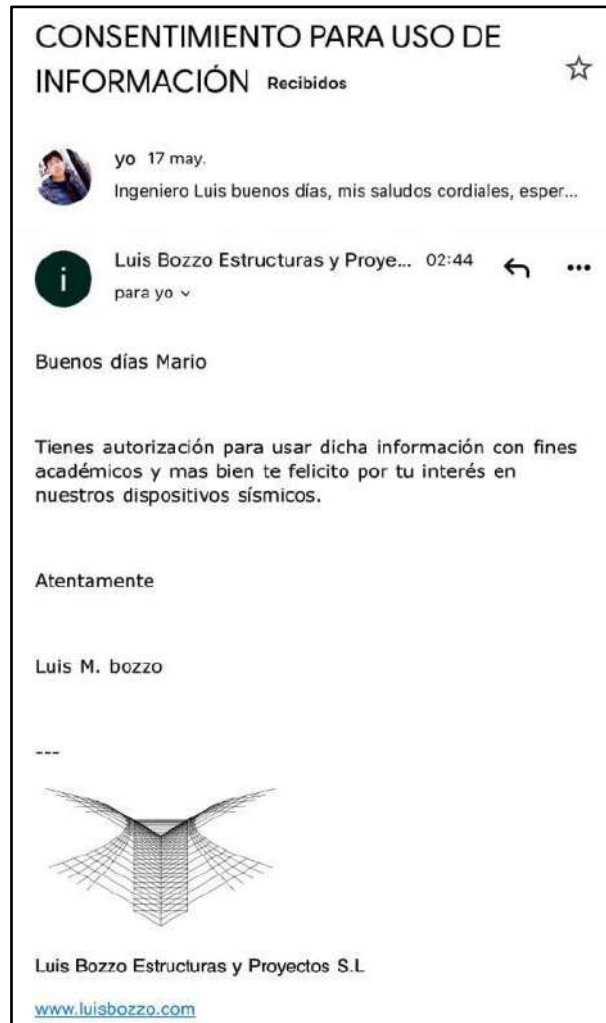 CONSENTIMIENTO PARA USO DE
INFORMACIÓN Recibidos
yo 17 may.
Ingeniero Luis buenos días, mis saludos cordiales, esper...
i
Luis Bozzo Estructuras y Proye... 02:44
para yo
Buenos días Mario
Tienes autorización para usar dicha información con fines
académicos y mas bien te felicito por tu interés en
nuestros dispositivos sísmicos.
Atentamente
Luis M. bozzo
---
Luis Bozzo Estructuras y Proyectos S.L
www.luisbozzo.com